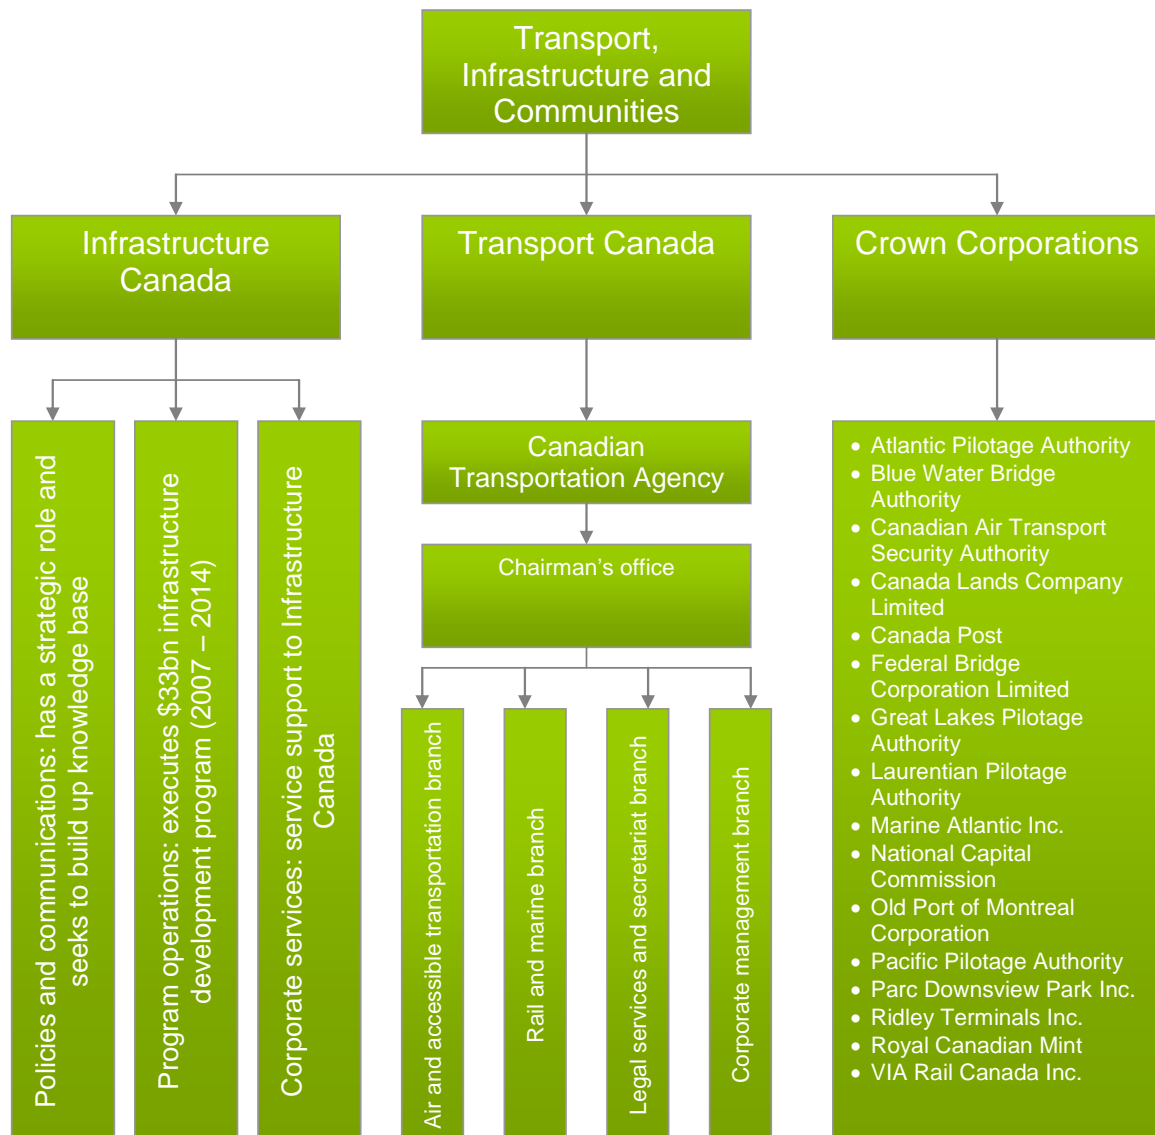 Transport,
Infrastructure and
Communities
Infrastructure
Canada
Transport Canada
Crown Corporations
Policies and communications: has a strategic role and
seeks to build up knowledge base
Program operations: executes $33bn infrastructure
development program (2007 – 2014)
Corporate services: service support to Infrastructure
Canada
Canadian
Transportation Agency
Chairman’s office
Air and accessible transportation branch
Rail and marine branch
Legal services and secretariat branch
Corporate management branch
• Atlantic Pilotage Authority
• Blue Water Bridge
Authority
• Canadian Air Transport
Security Authority
• Canada Lands Company
Limited
• Canada Post
• Federal Bridge
Corporation Limited
• Great Lakes Pilotage
Authority
• Laurentian Pilotage
Authority
• Marine Atlantic Inc.
• National Capital
Commission
• Old Port of Montreal
Corporation
• Pacific Pilotage Authority
• Parc Downsview Park Inc.
• Ridley Terminals Inc.
• Royal Canadian Mint
• VIA Rail Canada Inc.